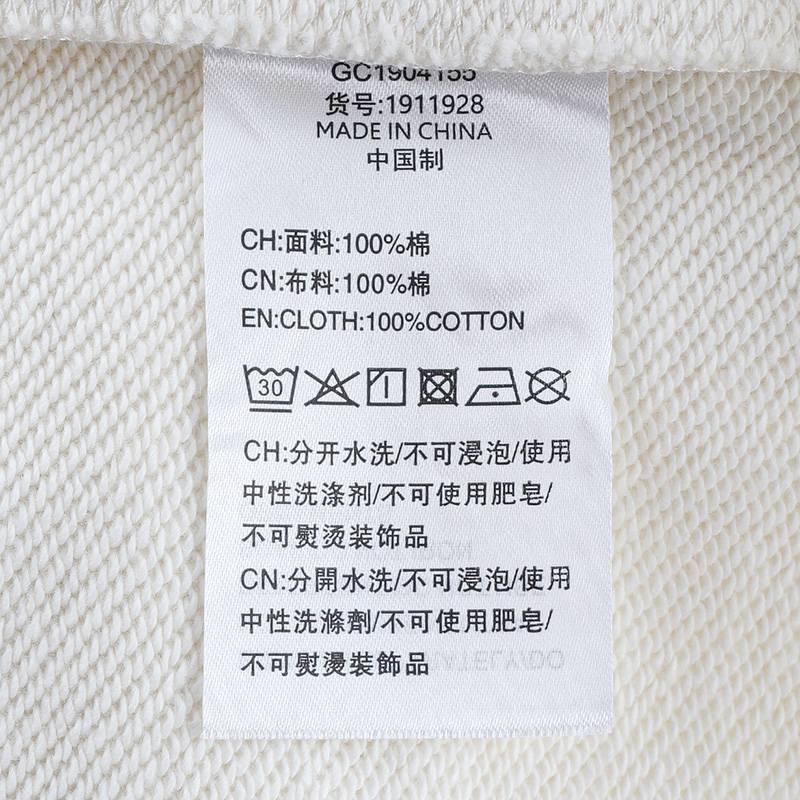 GC1904155
货号:1911928
MADE IN CHINA
中国制
CH:面料:100%棉
CN:布料:100%棉
EN:CLOTH:100%COTTON
30
CH:分开水洗/不可浸泡/使用
中性洗涤剂/不可使用肥皂/
不可熨烫装饰品
CN:分開水洗/不可浸泡/使用
中性洗滌劑/不可使用肥皂/
不可熨燙裝飾品